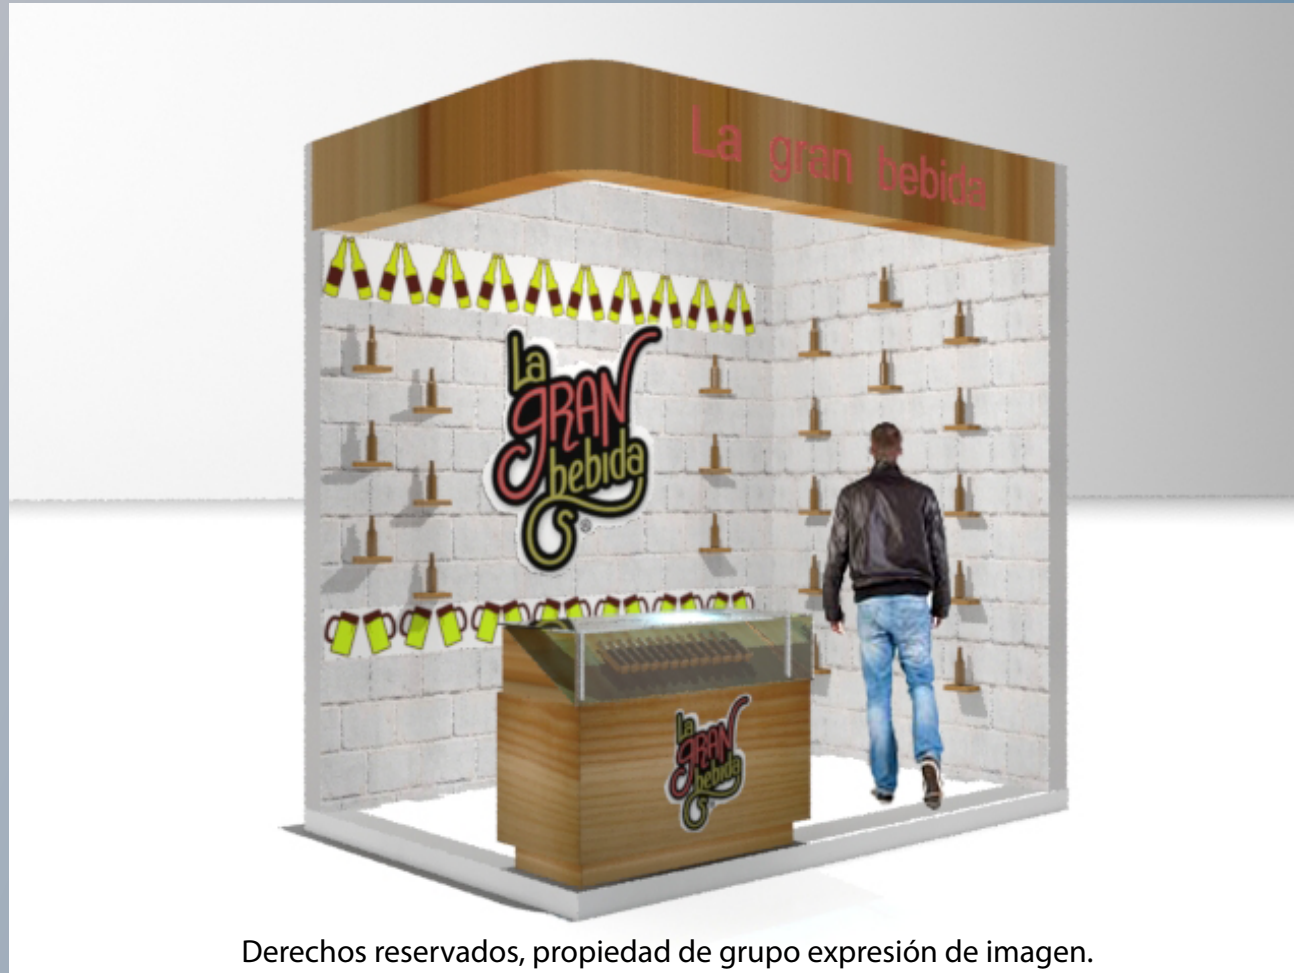 La gran bebida
La
GRAN
bebida
®
La
GRAN
bebida
Derechos reservados, propiedad de grupo expresión de imagen.